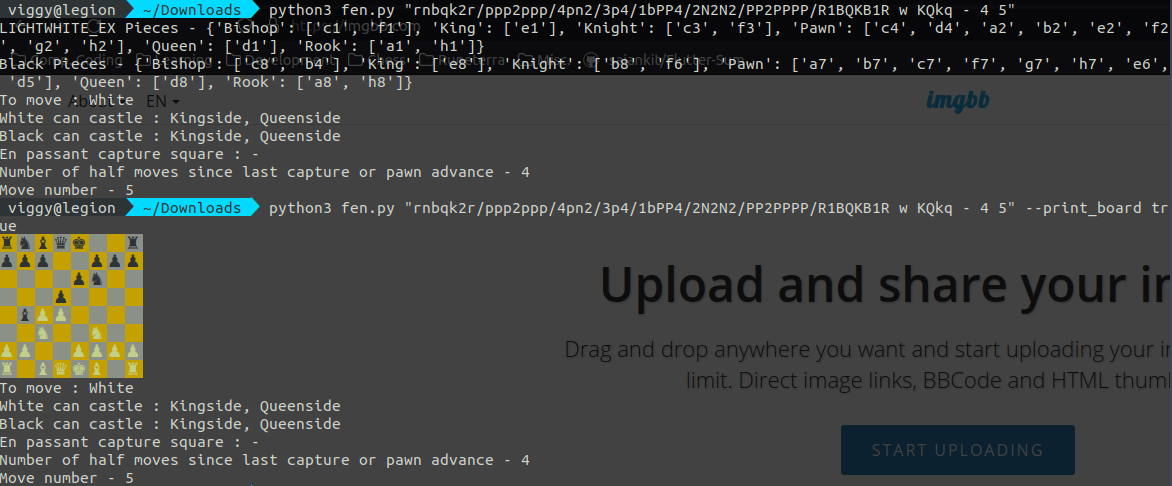 viggy@legion ~/Downloads python3 fen.py "rnbqk2r/ppp2ppp/4pn2/3p4/1bPP4/2N2N2/PP2PPPP/R1BQKB1R w KQkq - 4 5"
LIGHTWHITE_EX Pieces - {'Bishop': ['c1', 'f1'], 'King': ['e1'], 'Knight': ['c3', 'f3'], 'Pawn': ['c4', 'd4', 'a2', 'b2', 'e2', 'f2
', 'g2', 'h2'], 'Queen': ['d1'], 'Rook': ['a1', 'h1']}
Black Pieces - {'Bishop': ['c8', 'b4'], 'King': ['e8'], 'Knight': ['b8', 'f6'], 'Pawn': ['a7', 'b7', 'c7', 'f7', 'g7', 'h7', 'e6',
'd5'], 'Queen': ['d8'], 'Rook': ['a8', 'h8']}
To move : White
EN
imgbb
White can castle : Kingside, Queenside
Black can castle : Kingside, Queenside
En passant capture square : -
Number of half moves since last capture or pawn advance - 4
Move number - 5
viggy@legion ~/Downloads python3 fen.py "rnbqk2r/ppp2ppp/4pn2/3p4/1bPP4/2N2N2/PP2PPPP/R1BQKB1R w KQkq - 4 5" --print_board tr
ue
Upload and share your i
Drag and drop anywhere you want and start uploading your i
limit. Direct image links, BBCode and HTML thum
START UPLOADING
To move : White
White can castle : Kingside, Queenside
Black can castle : Kingside, Queenside
En passant capture square : -
Number of half moves since last capture or pawn advance - 4
Move number - 5